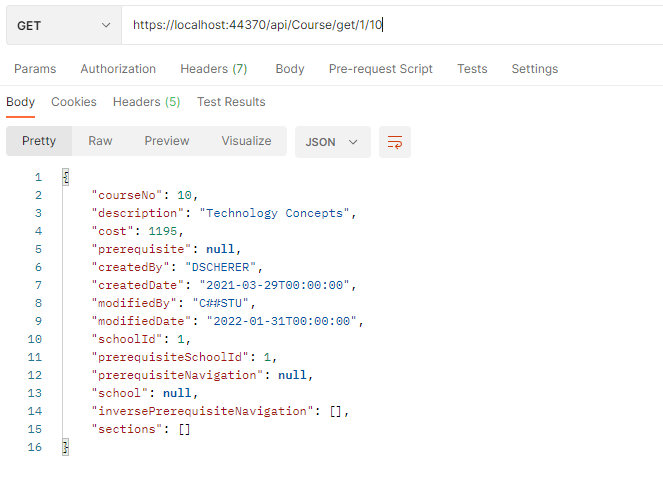 GET https://localhost:44370/api/Course/get/1/10
Params Authorization Headers (7) Body Pre-request Script Tests Settings
Body Cookies Headers (5) Test Results
Pretty Raw Preview Visualize JSON
1 {
2 "courseNo": 10,
3 "description": "Technology Concepts",
4 "cost": 1195,
5 "prerequisite": null,
6 "createdBy": "DSCHERER",
7 "createdDate": "2021-03-29T00:00:00",
8 "modifiedBy": "C##STU",
9 "modifiedDate": "2022-01-31T00:00:00",
10 "schoolId": 1,
11 "prerequisiteSchoolId": 1,
12 "prerequisiteNavigation": null,
13 "school": null,
14 "inversePrerequisiteNavigation": [],
15 "sections": []
16 }